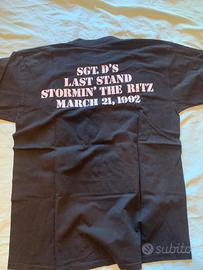 SGT. D'S
LAST STAND
STORMIN' THE RITZ
MARCH 21, 1992
subito